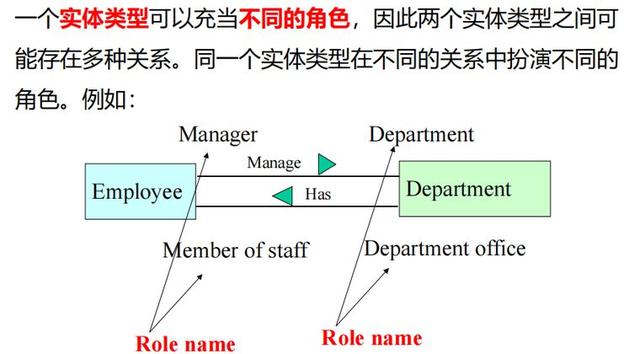 一个实体类型可以充当不同的角色，因此两个实体类型之间可
能存在多种关系。同一个实体类型在不同的关系中扮演不同的
角色。例如：
Manager
Department
Manage
Employee
Department
Has
Member of staff
Department office
Role name
Role name